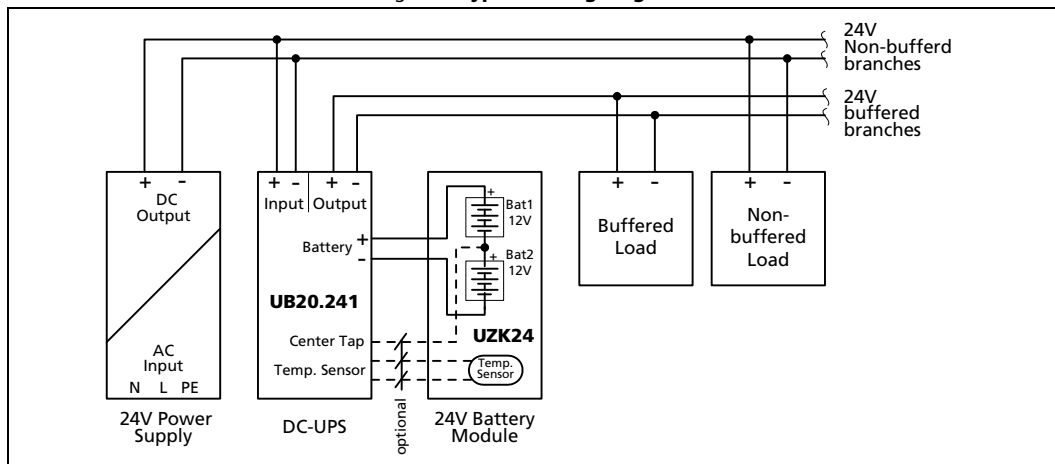 24V
Non-bufferd
branches
24V
buffered
branches
+ -
DC
Output
AC
Input
N L PE
24V Power
Supply
+ - + -
Input Output
Battery + -
UB20.241
Center Tap
Temp. Sensor
DC-UPS
optional
+
Bat1
12V
+
Bat2
12V
UZK24
Temp.
Sensor
24V Battery
Module
+ -
Buffered
Load
+ -
Non-
buffered
Load